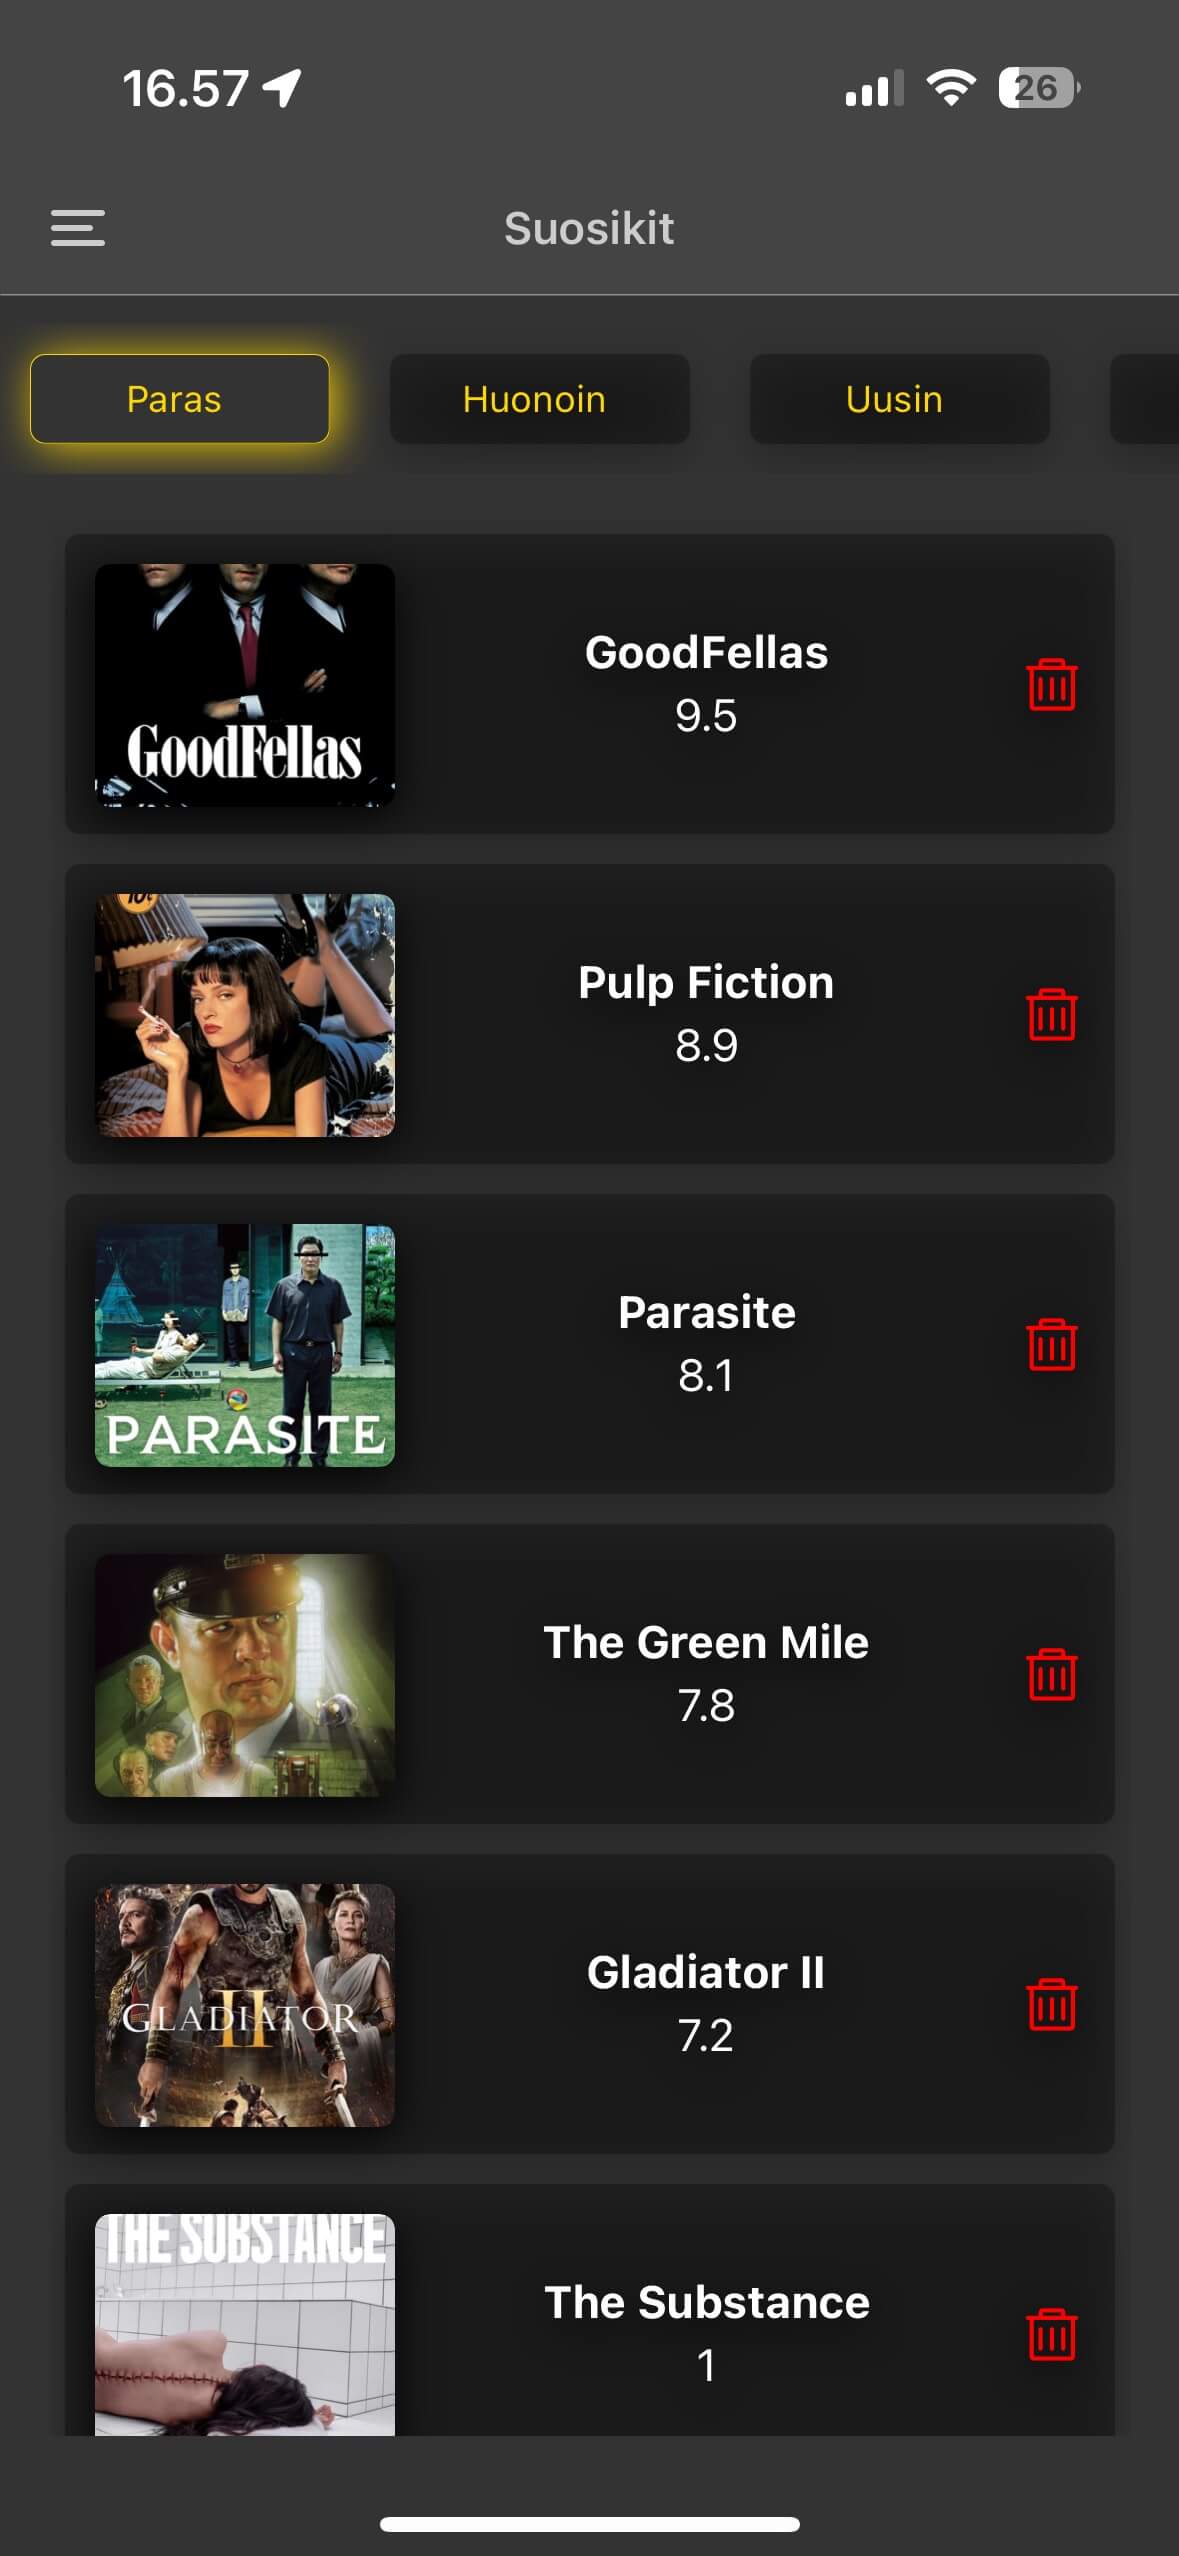 16.57
26
Suosikit
Paras
Huonoin
Uusin
GoodFellas
GoodFellas
9.5
10¢
Pulp Fiction
8.9
PARASITE
Parasite
8.1
The Green Mile
7.8
GLADIATOR
II
Gladiator II
7.2
THE SUBSTANCE
The Substance
1